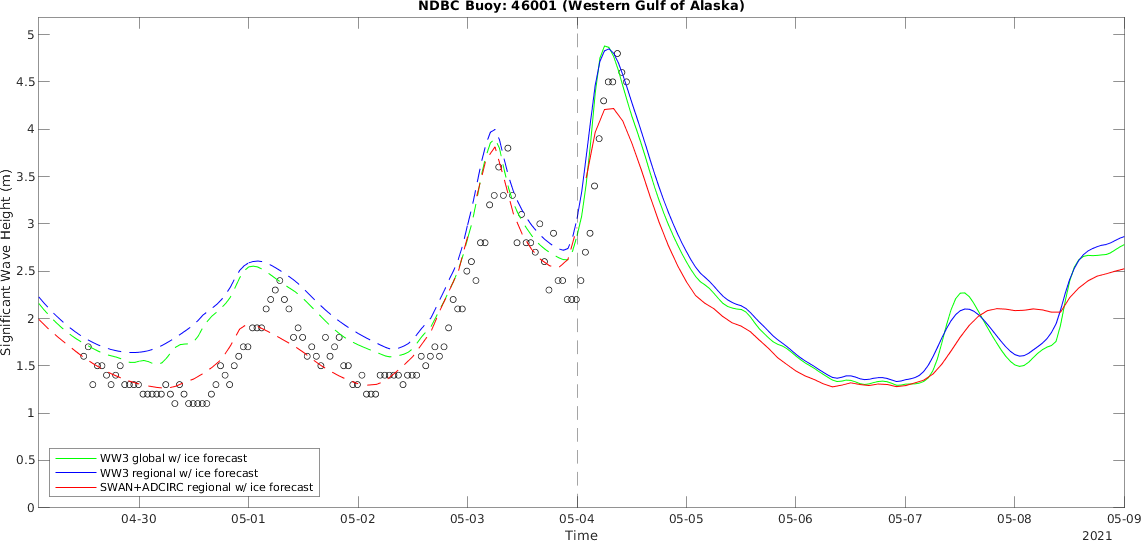 NDBC Buoy: 46001 (Western Gulf of Alaska)
Significant Wave Height (m)
5
4.5
4
3.5
3
2.5
2
1.5
1
0.5
0
WW3 global w/ ice forecast
WW3 regional w/ ice forecast
SWAN+ADCIRC regional w/ ice forecast
04-30 05-01 05-02 05-03 05-04 05-05 05-06 05-07 05-08 05-09
Time
2021